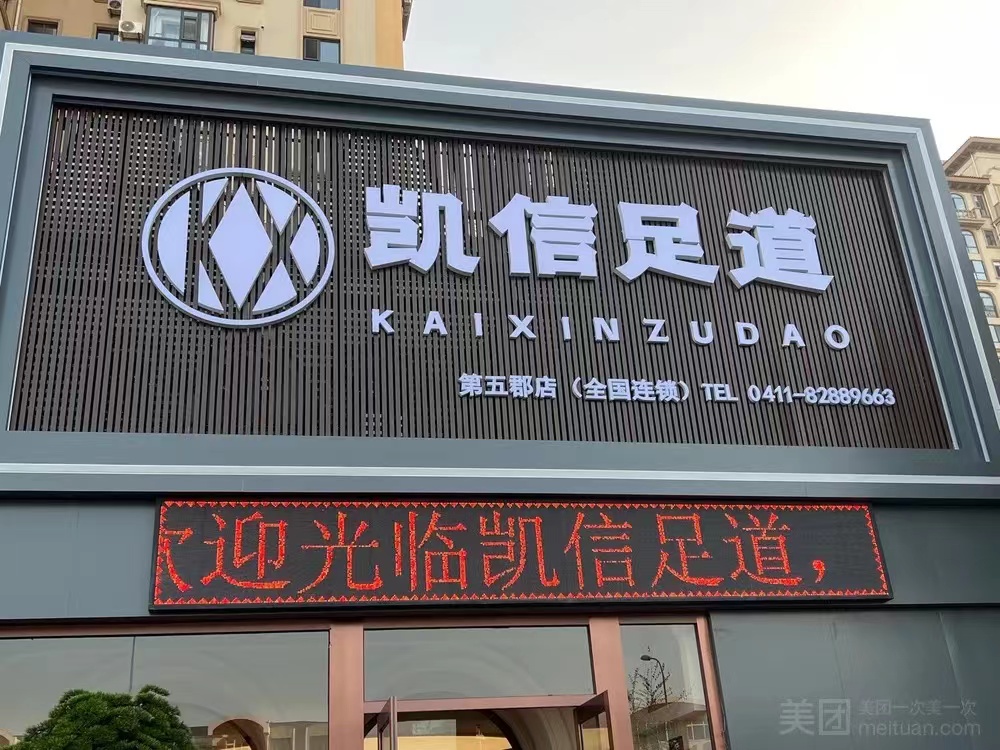 凯信足道
KAIXINZUDAO
第五郡店（全国连锁）TEL 0411-82889663
欢迎光临凯信足道，
美团 美团一次美一次
meituan.com